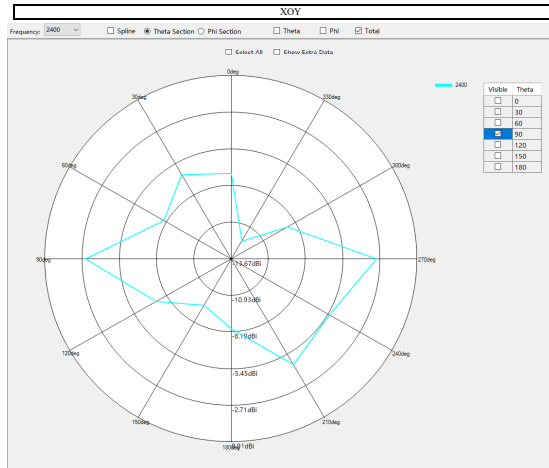 XOY
Frequency: 2400 Spline Theta Section Phi Section Theta Phi Total
Select All Show Extra Data
0deg
30deg 330deg
2400
Visible Theta
0
30
60
90
120
150
180
60deg 300deg
90deg 270deg
-13.67dBi
-10.93dBi
120deg 240deg
-8.19dBi
-5.45dBi
-2.71dBi
150deg 210deg
180deg